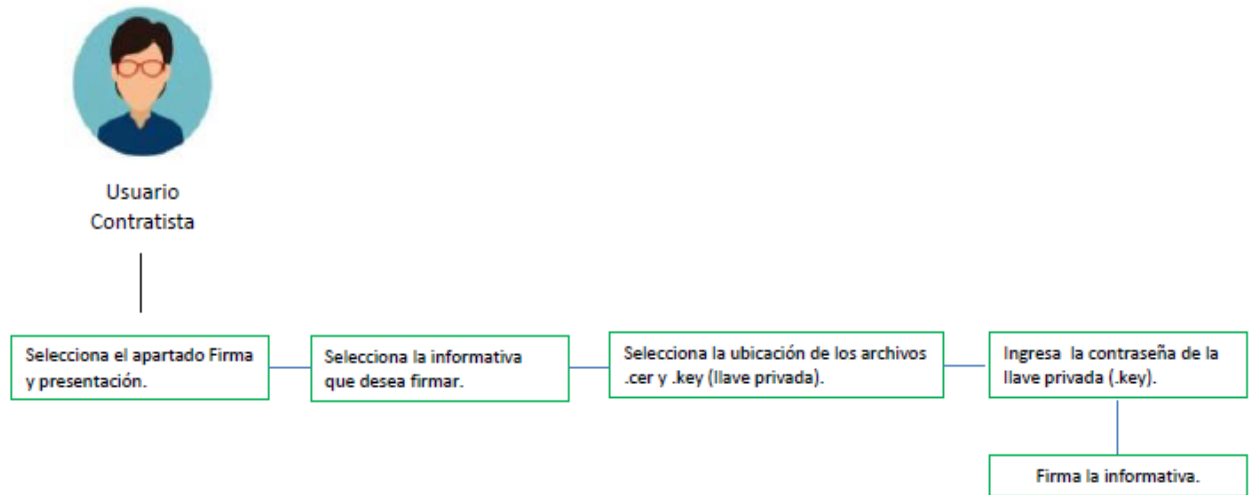 Usuario
Contratista
Selecciona el apartado Firma
y presentación.
Selecciona la informativa
que desea firmar.
Selecciona la ubicación de los archivos
.cer y .key (llave privada).
Ingresa la contraseña de la
llave privada (.key).
Firma la informativa.